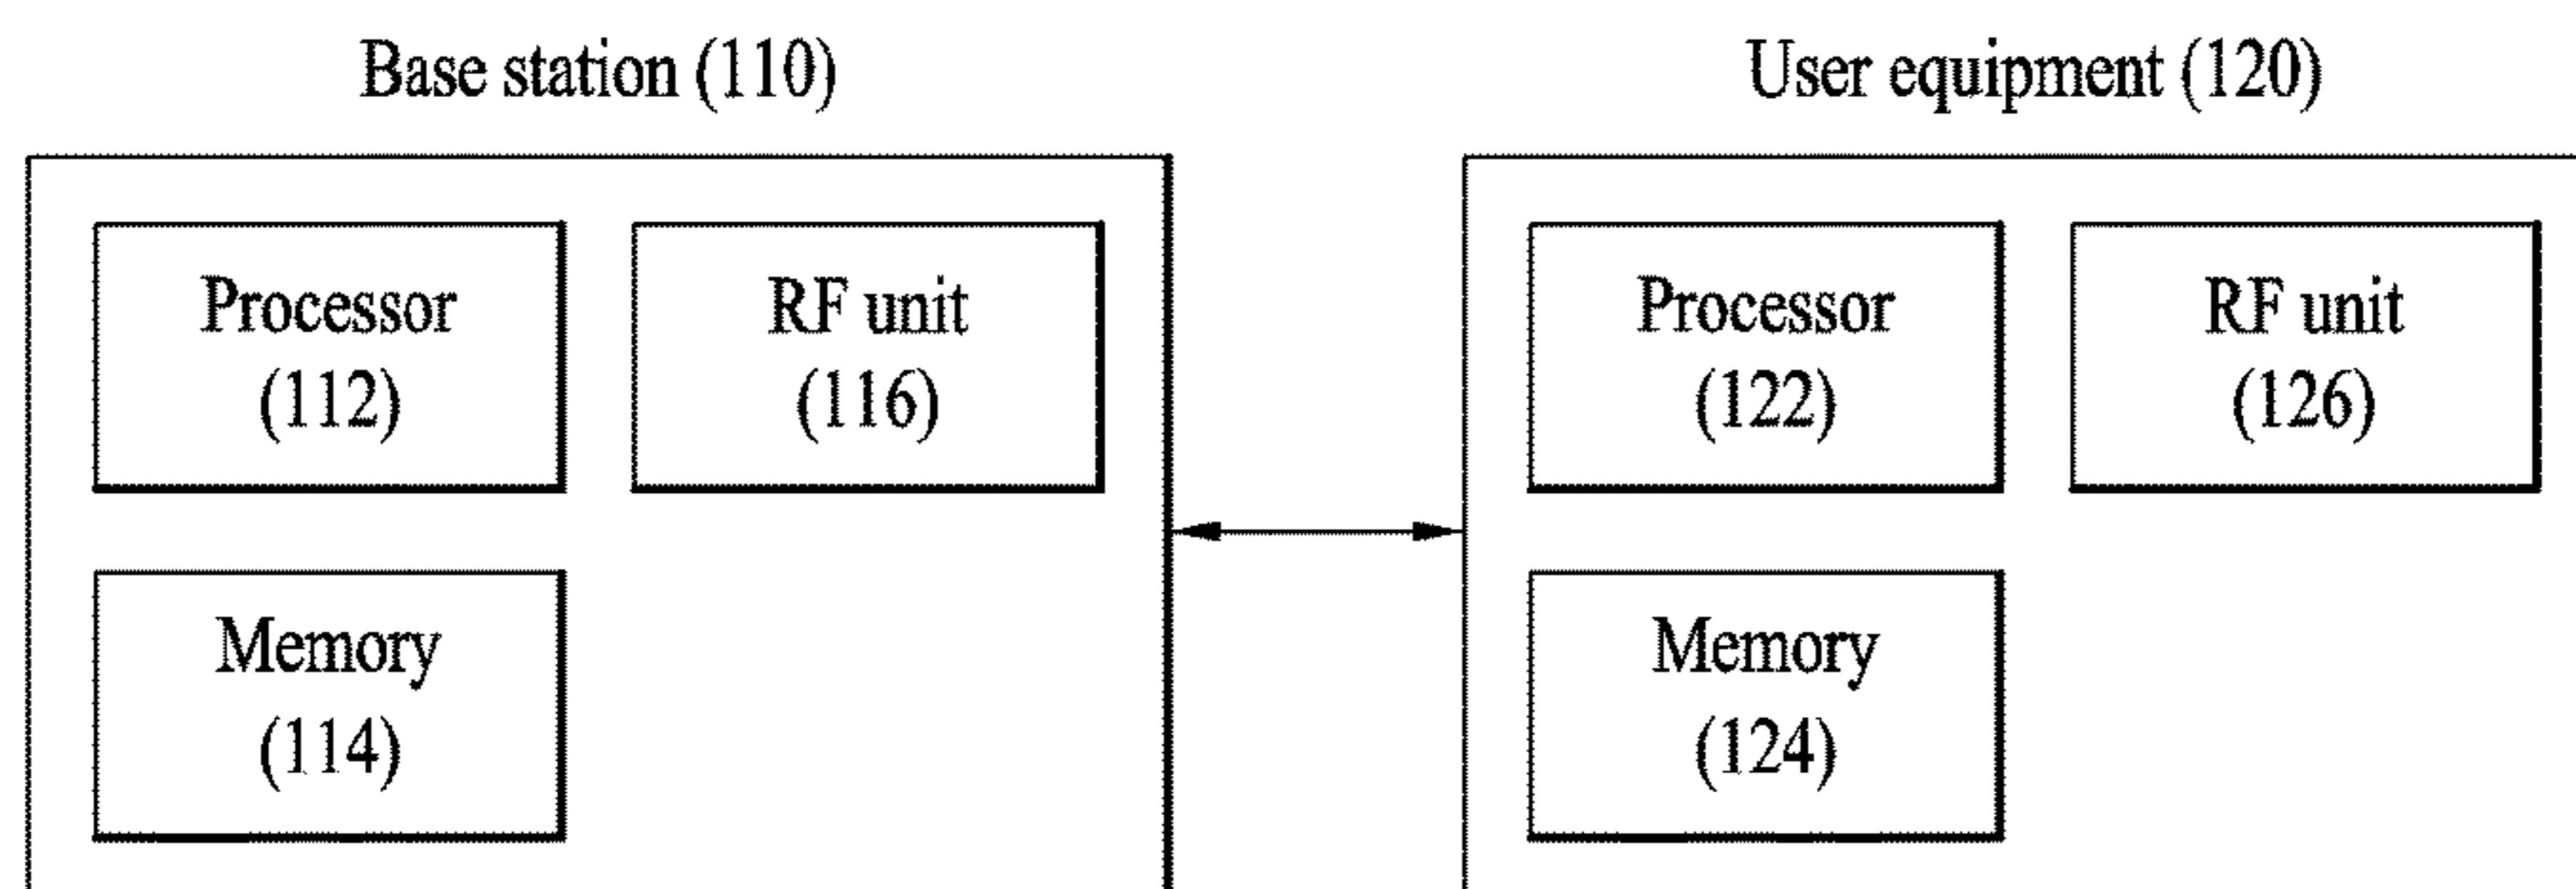 Base station (110)
User equipment (120)
Processor
(112)
RF unit
(116)
Memory
(114)
Processor
(122)
RF unit
(126)
Memory
(124)